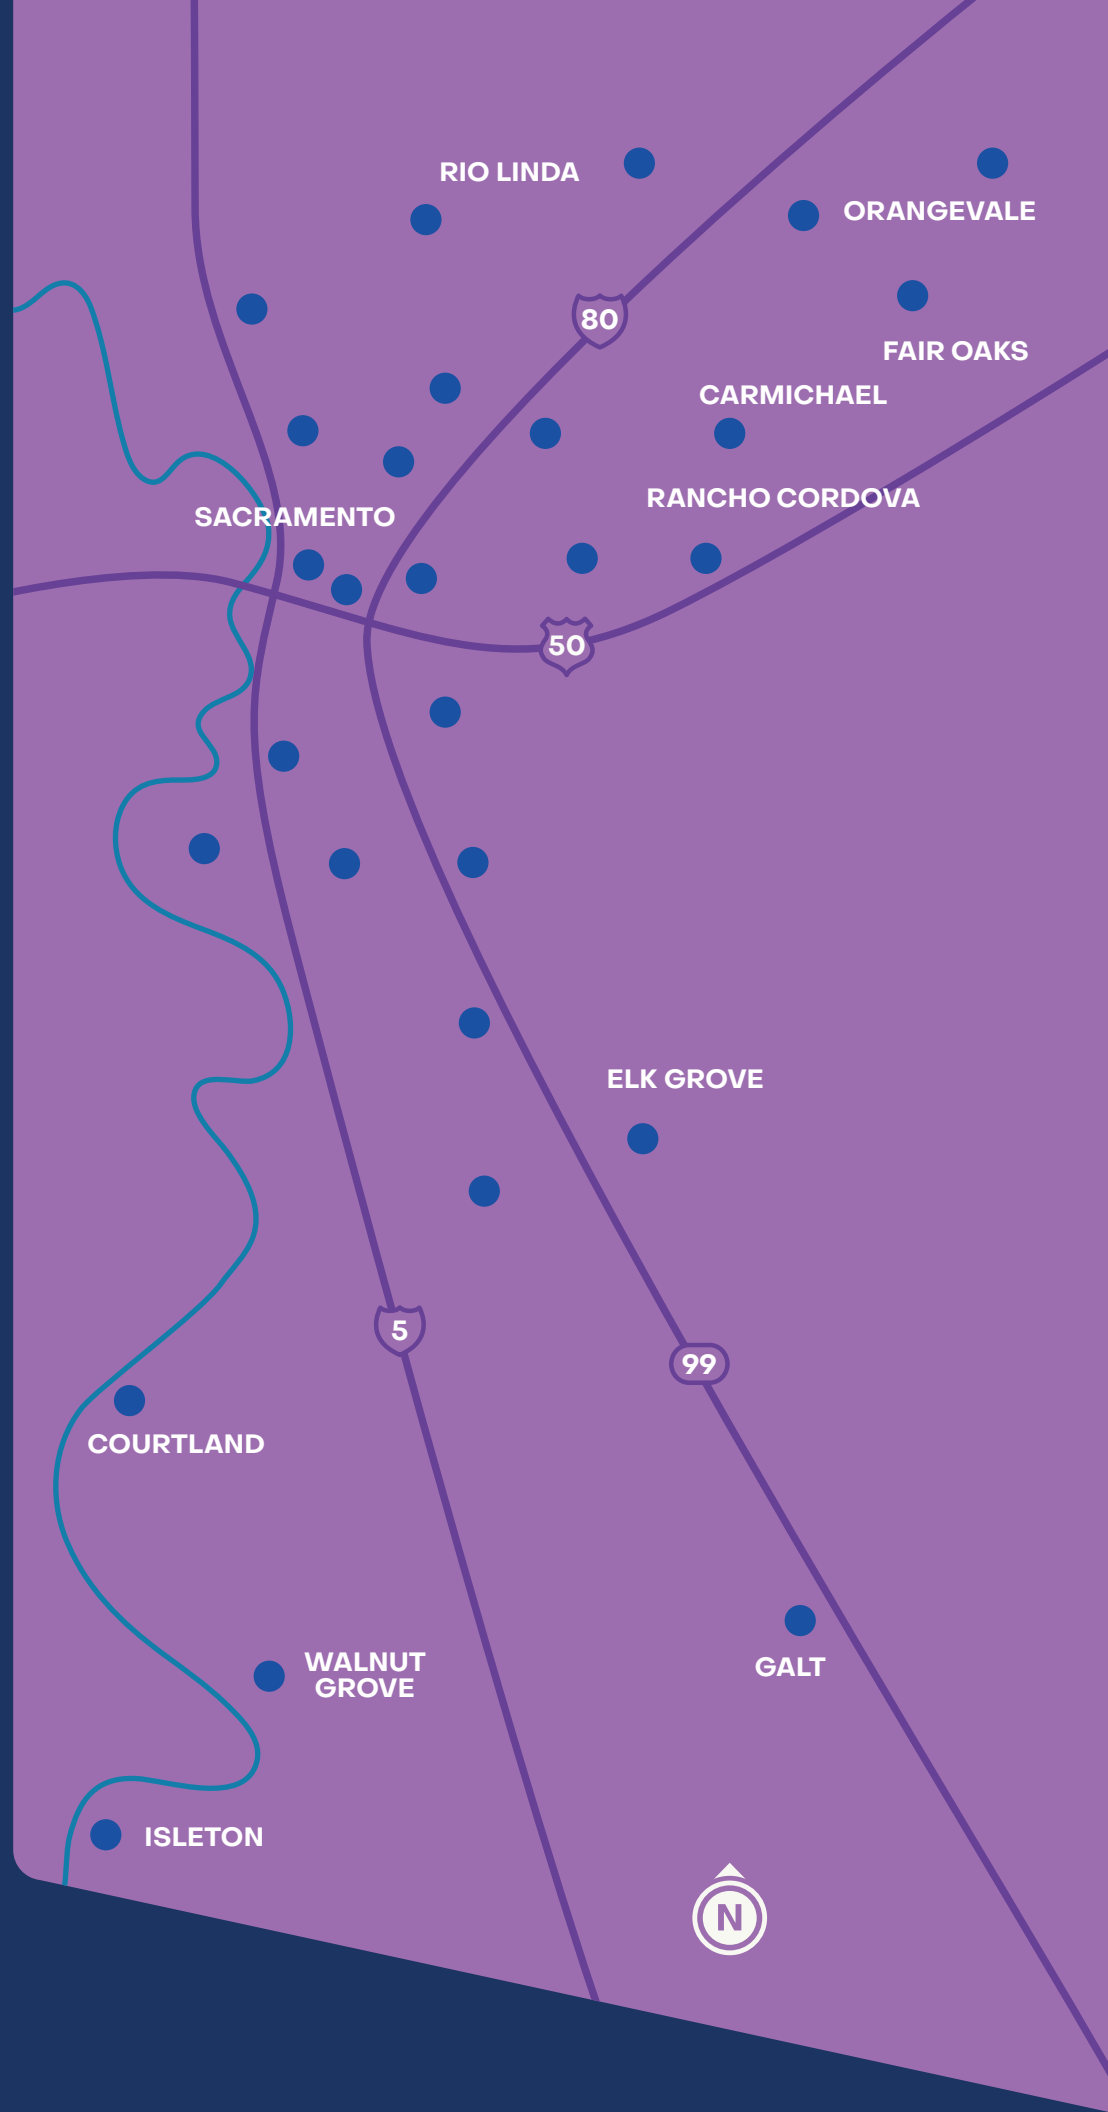 RIO LINDA
ORANGEVALE
80
FAIR OAKS
CARMICHAEL
RANCHO CORDOVA
SACRAMENTO
50
ELK GROVE
5
99
COURTLAND
WALNUT
GROVE
GALT
ISLETON
N